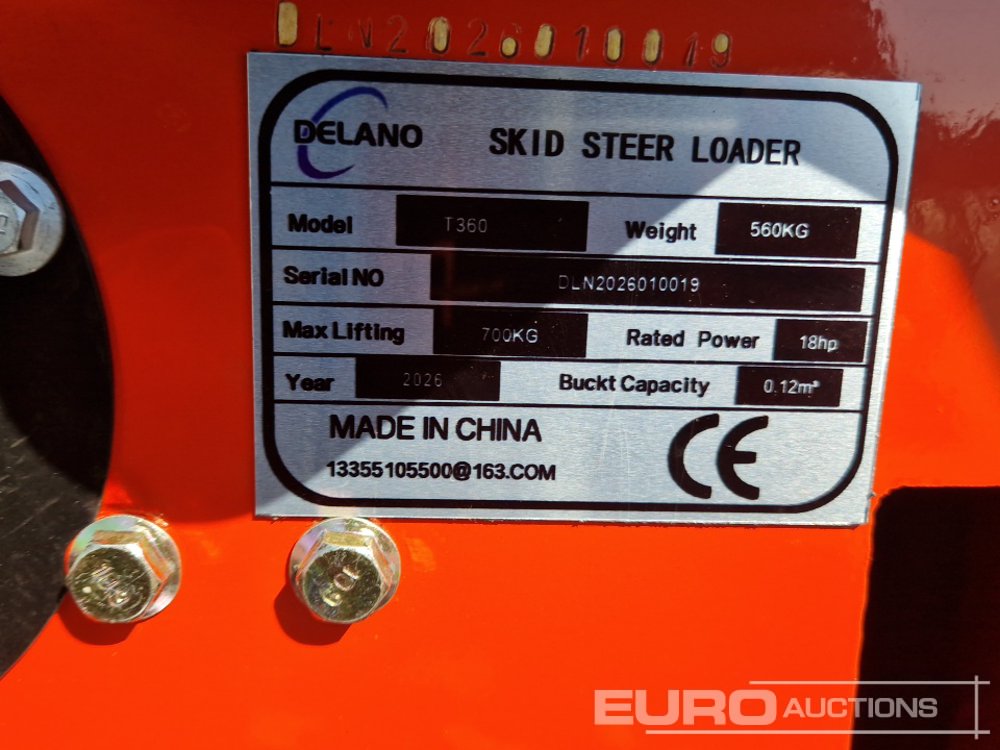 DLN2026010019
DELANO SKID STEER LOADER
Model T360 Weight 560KG
Serial NO DLN2026010019
Max Lifting 700KG Rated Power 18hp
Year 2026 Buckt Capacity 0.12m³
MADE IN CHINA
13355105500@163.COM
CE
EURO AUCTIONS